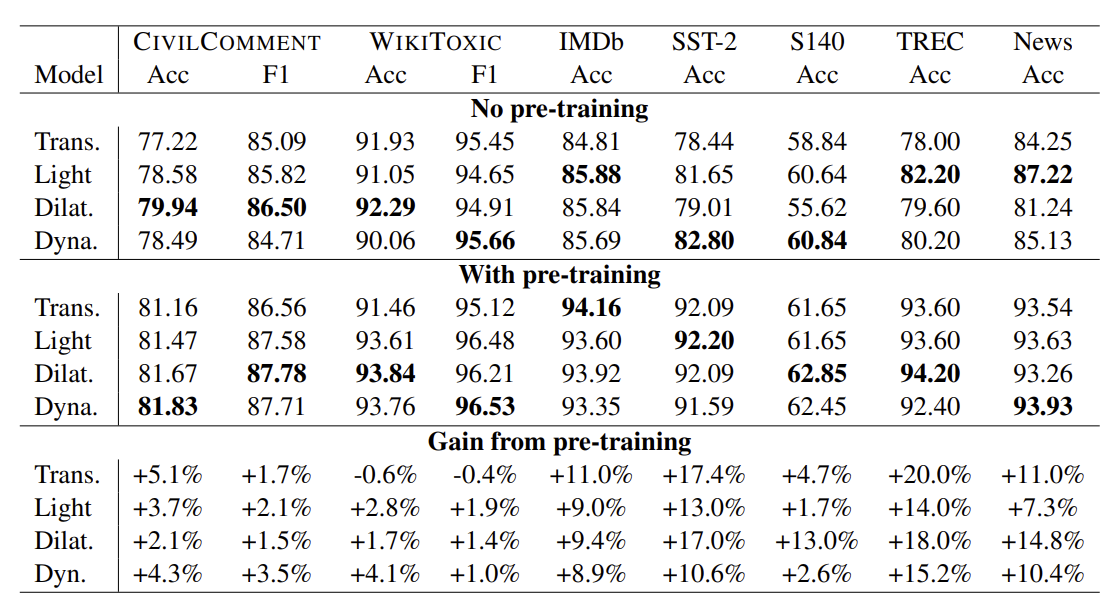 CIVILCOMMENT WIKITOXIC IMDb SST-2 S140 TREC News
Model Acc F1 Acc F1 Acc Acc Acc Acc Acc
No pre-training
Trans. 77.22 85.09 91.93 95.45 84.81 78.44 58.84 78.00 84.25
Light 78.58 85.82 91.05 94.65 85.88 81.65 60.64 82.20 87.22
Dilat. 79.94 86.50 92.29 94.91 85.84 79.01 55.62 79.60 81.24
Dyna. 78.49 84.71 90.06 95.66 85.69 82.80 60.84 80.20 85.13
With pre-training
Trans. 81.16 86.56 91.46 95.12 94.16 92.09 61.65 93.60 93.54
Light 81.47 87.58 93.61 96.48 93.60 92.20 61.65 93.60 93.63
Dilat. 81.67 87.78 93.84 96.21 93.92 92.09 62.85 94.20 93.26
Dyna. 81.83 87.71 93.76 96.53 93.35 91.59 62.45 92.40 93.93
Gain from pre-training
Trans. +5.1% +1.7% -0.6% -0.4% +11.0% +17.4% +4.7% +20.0% +11.0%
Light +3.7% +2.1% +2.8% +1.9% +9.0% +13.0% +1.7% +14.0% +7.3%
Dilat. +2.1% +1.5% +1.7% +1.4% +9.4% +17.0% +13.0% +18.0% +14.8%
Dyn. +4.3% +3.5% +4.1% +1.0% +8.9% +10.6% +2.6% +15.2% +10.4%